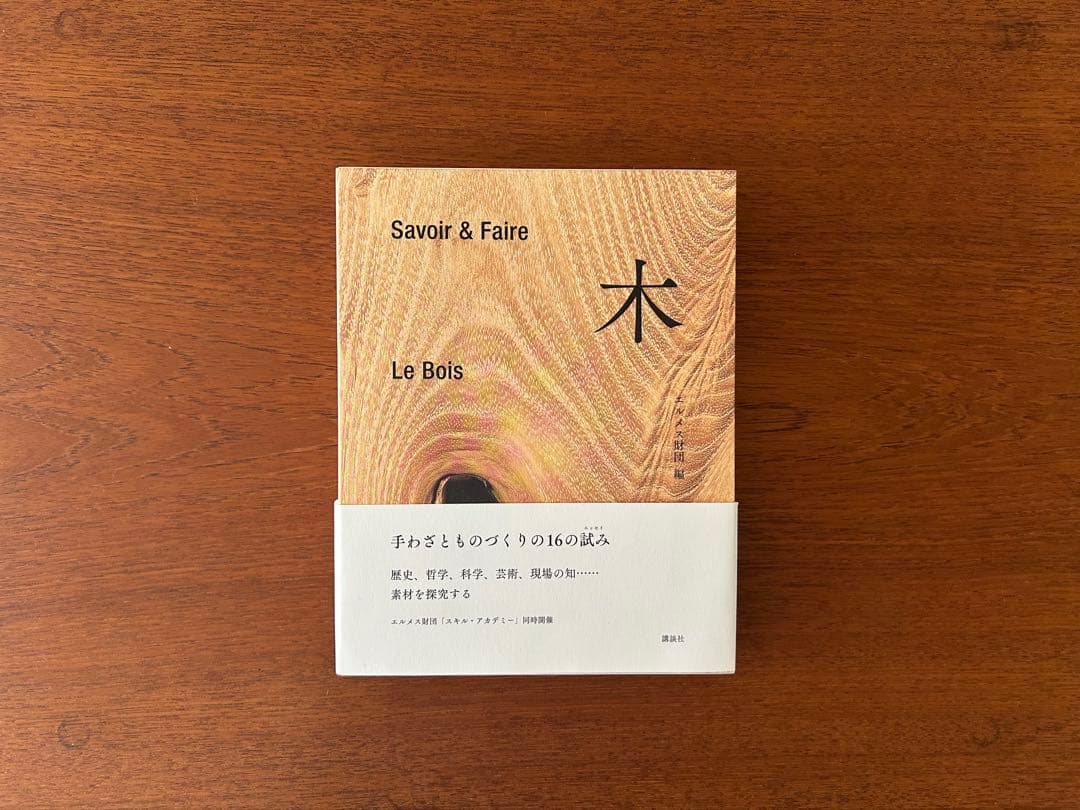 Savoir & Faire
木
Le Bois
エルメス財団 編
エッセイ
手わざとものづくりの16の試み
歴史、哲学、科学、芸術、現場の知……
素材を探究する
エルメス財団「スキル・アカデミー」同時開催
講談社